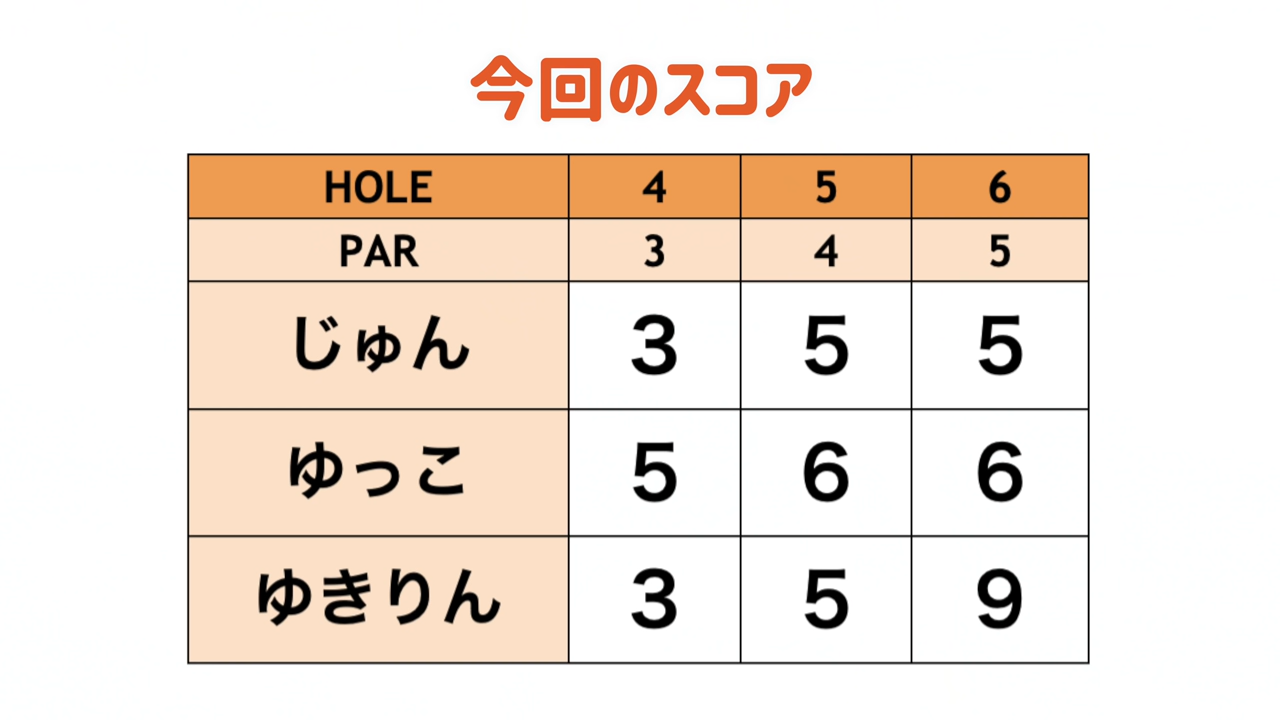 今回のスコア
HOLE 4 5 6
PAR 3 4 5
じゅん 3 5 5
ゆっこ 5 6 6
ゆきりん 3 5 9